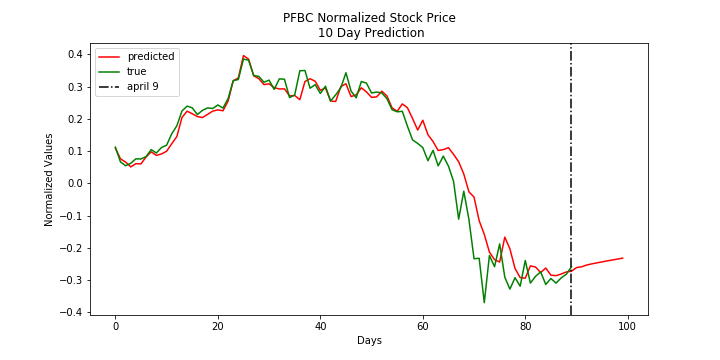 PFBC Normalized Stock Price
10 Day Prediction
predicted
true
april 9
Normalized Values
0.4
0.3
0.2
0.1
0.0
−0.1
−0.2
−0.3
−0.4
0
20
40
60
80
100
Days